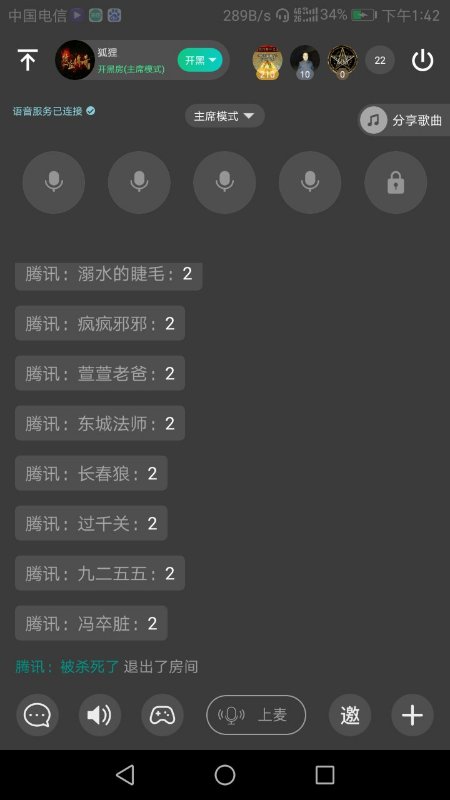 中国电信 289B/s 46 26 34% 下午1:42
狐狸
开黑房(主席模式)
开黑
210
10
0
22
语音服务已连接
主席模式
分享歌曲
腾讯：溺水的睫毛：2
腾讯：疯疯邪邪：2
腾讯：萱萱老爸：2
腾讯：东城法师：2
腾讯：长春狼：2
腾讯：过千关：2
腾讯：九二五五：2
腾讯：冯卒脏：2
腾讯：被杀死了 退出了房间
上麦
邀